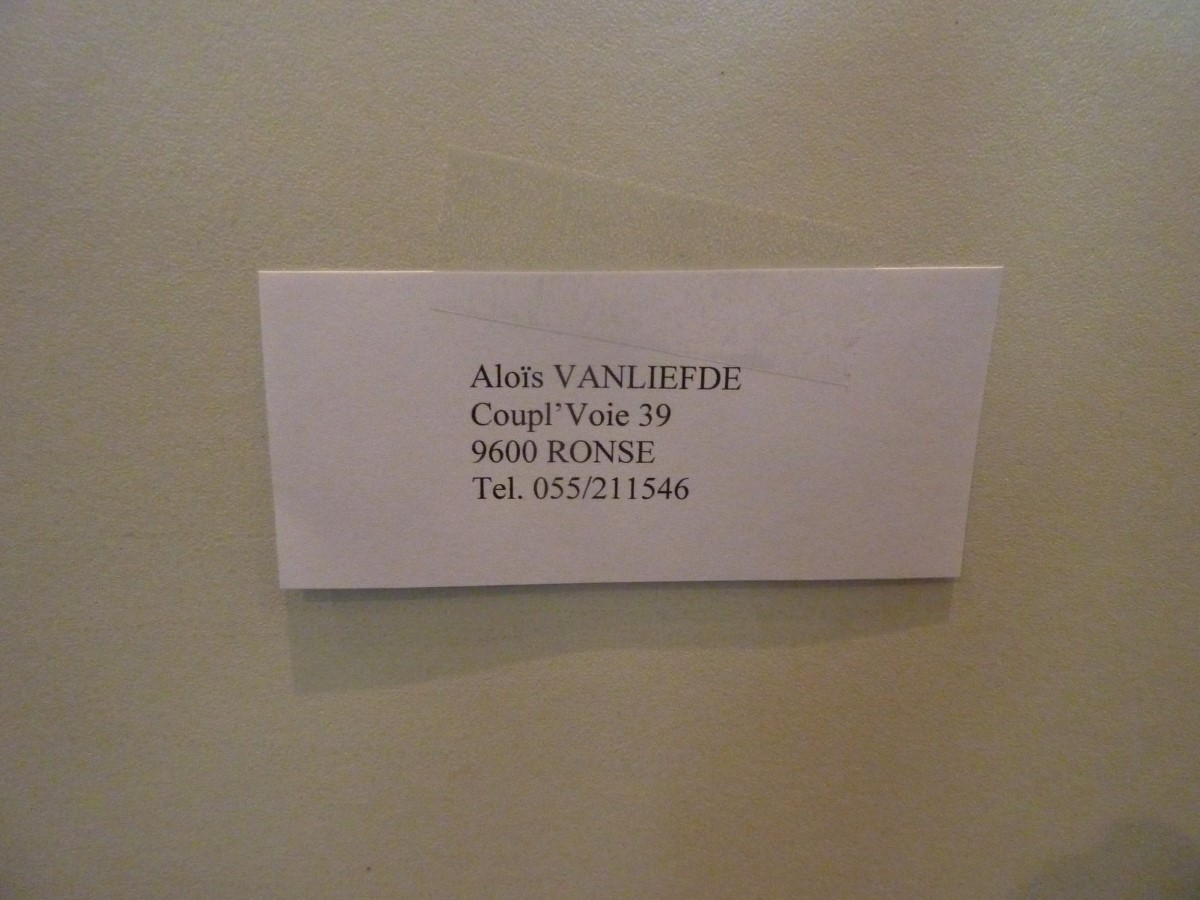 Aloïs VANLIEFDE
Coupl’Voie 39
9600 RONSE
Tel. 055/211546